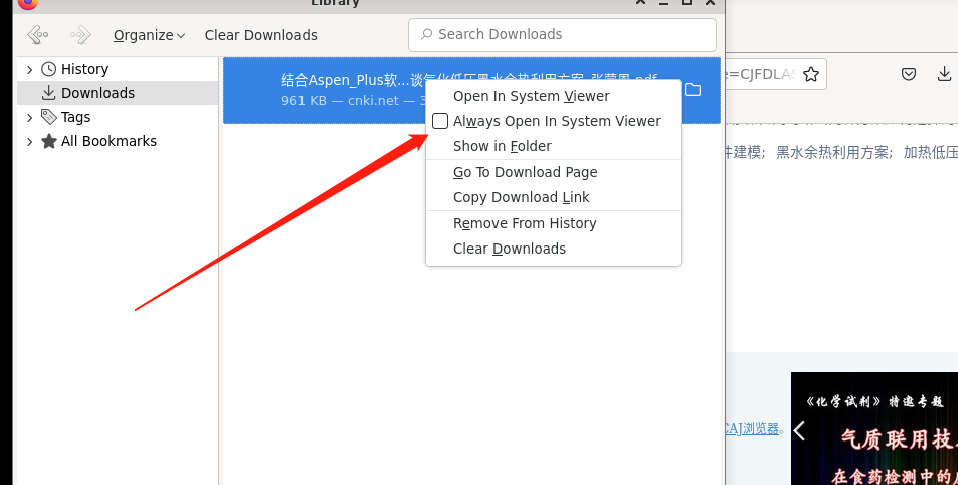 Library
Organize
Clear Downloads
Search Downloads
History
Downloads
Tags
All Bookmarks
结合Aspen_Plus软...谈气化低压黑水余热利用方案_张蒙恩.pdf
961 KB — cnki.net — 3
Open In System Viewer
Always Open In System Viewer
Show in Folder
Go To Download Page
Copy Download Link
Remove From History
Clear Downloads
e=CJFDLAS
件建模；黑水余热利用方案；加热低压
CAJ浏览器。
《化学试剂》特邀专题
气质联用技
在食药检测中的